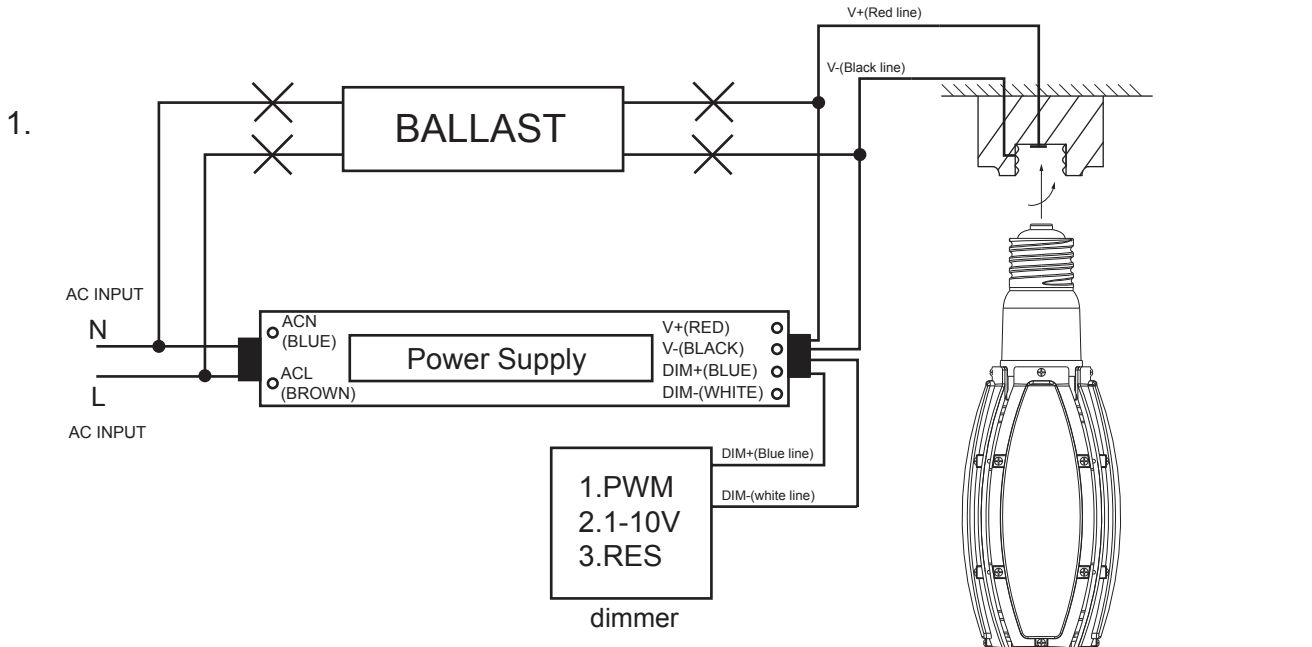 V+(Red line)
V-(Black line)
1.
BALLAST
AC INPUT
N
L
AC INPUT
ACN
(BLUE)
ACL
(BROWN)
Power Supply
V+(RED)
V-(BLACK)
DIM+(BLUE)
DIM-(WHITE)
DIM+(Blue line)
DIM-(white line)
1.PWM
2.1-10V
3.RES
dimmer